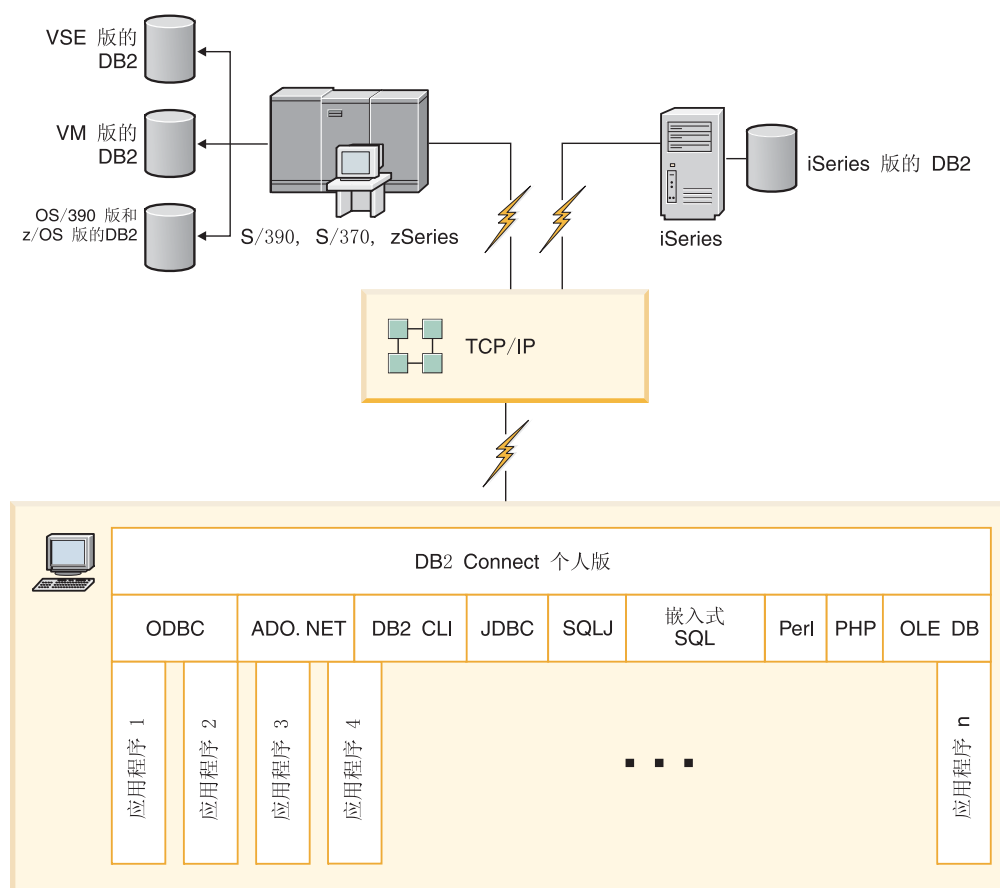 VSE 版的
DB2
VM 版的
DB2
OS/390 版和
z/OS 版的DB2
S/390, S/370, zSeries
iSeries
iSeries 版的 DB2
TCP/IP
DB2 Connect 个人版
ODBC
ADO. NET
DB2 CLI
JDBC
SQLJ
嵌入式
SQL
Perl
PHP
OLE DB
应用程序 1
应用程序 2
应用程序 3
应用程序 4
应用程序 n